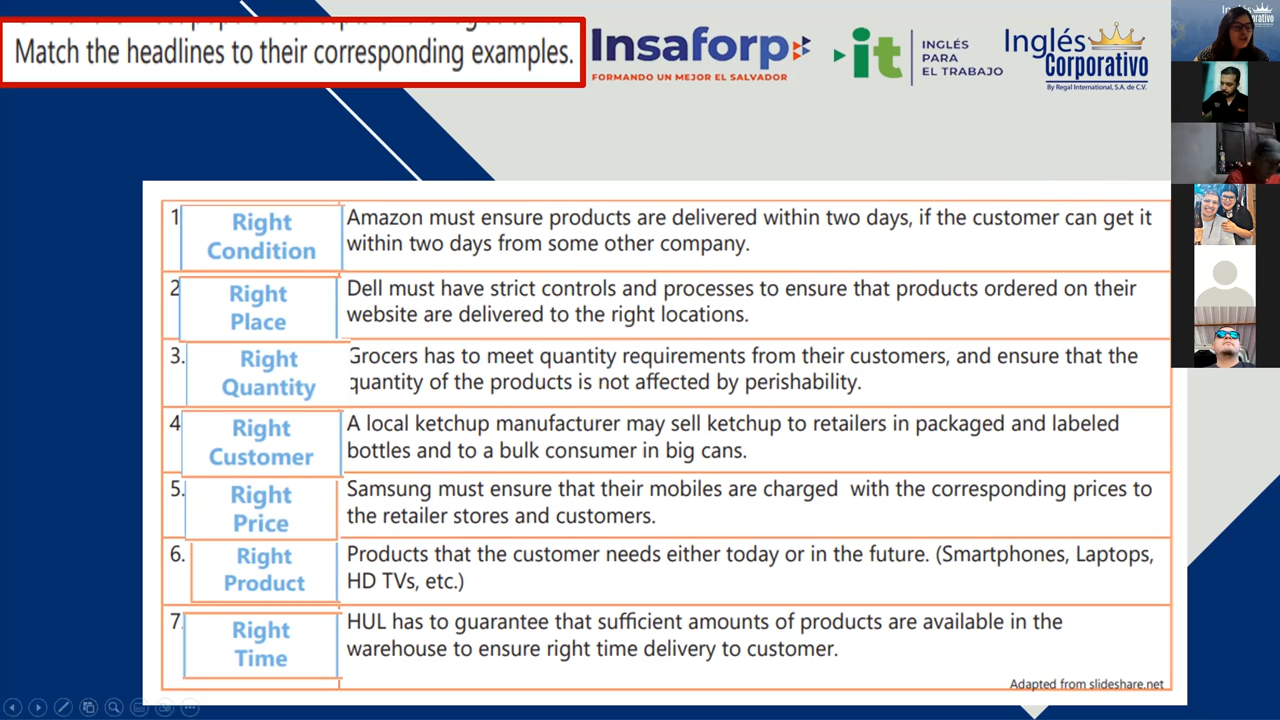 Match the headlines to their corresponding examples.
Insaforp
FORMANDO UN MEJOR EL SALVADOR
it
INGLÉS
PARA
EL TRABAJO
Inglés
Corporativo
By Regal International, S.A. de C.V.
1 Right Condition Amazon must ensure products are delivered within two days, if the customer can get it
within two days from some other company.
2 Right Place Dell must have strict controls and processes to ensure that products ordered on their
website are delivered to the right locations.
3. Right Quantity Grocers has to meet quantity requirements from their customers, and ensure that the
quantity of the products is not affected by perishability.
4 Right Customer A local ketchup manufacturer may sell ketchup to retailers in packaged and labeled
bottles and to a bulk consumer in big cans.
5. Right Price Samsung must ensure that their mobiles are charged with the corresponding prices to
the retailer stores and customers.
6. Right Product Products that the customer needs either today or in the future. (Smartphones, Laptops,
HD TVs, etc.)
7. Right Time HUL has to guarantee that sufficient amounts of products are available in the
warehouse to ensure right time delivery to customer.
Adapted from slideshare.net